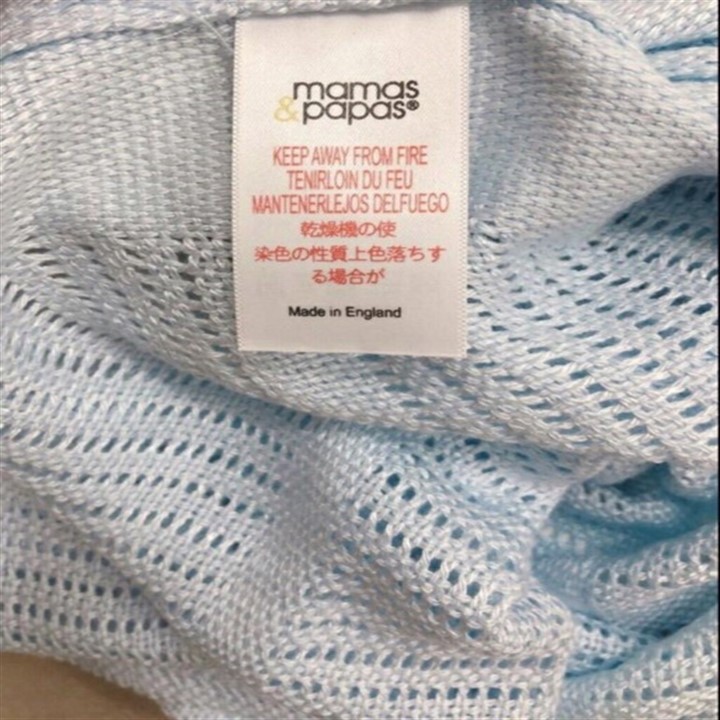 mamas
& papas®
KEEP AWAY FROM FIRE
TENIRLOIN DU FEU
MANTENERLEJOS DELFUEGO
乾燥機の使
染色の性質上色落ちす
る場合が
Made in England